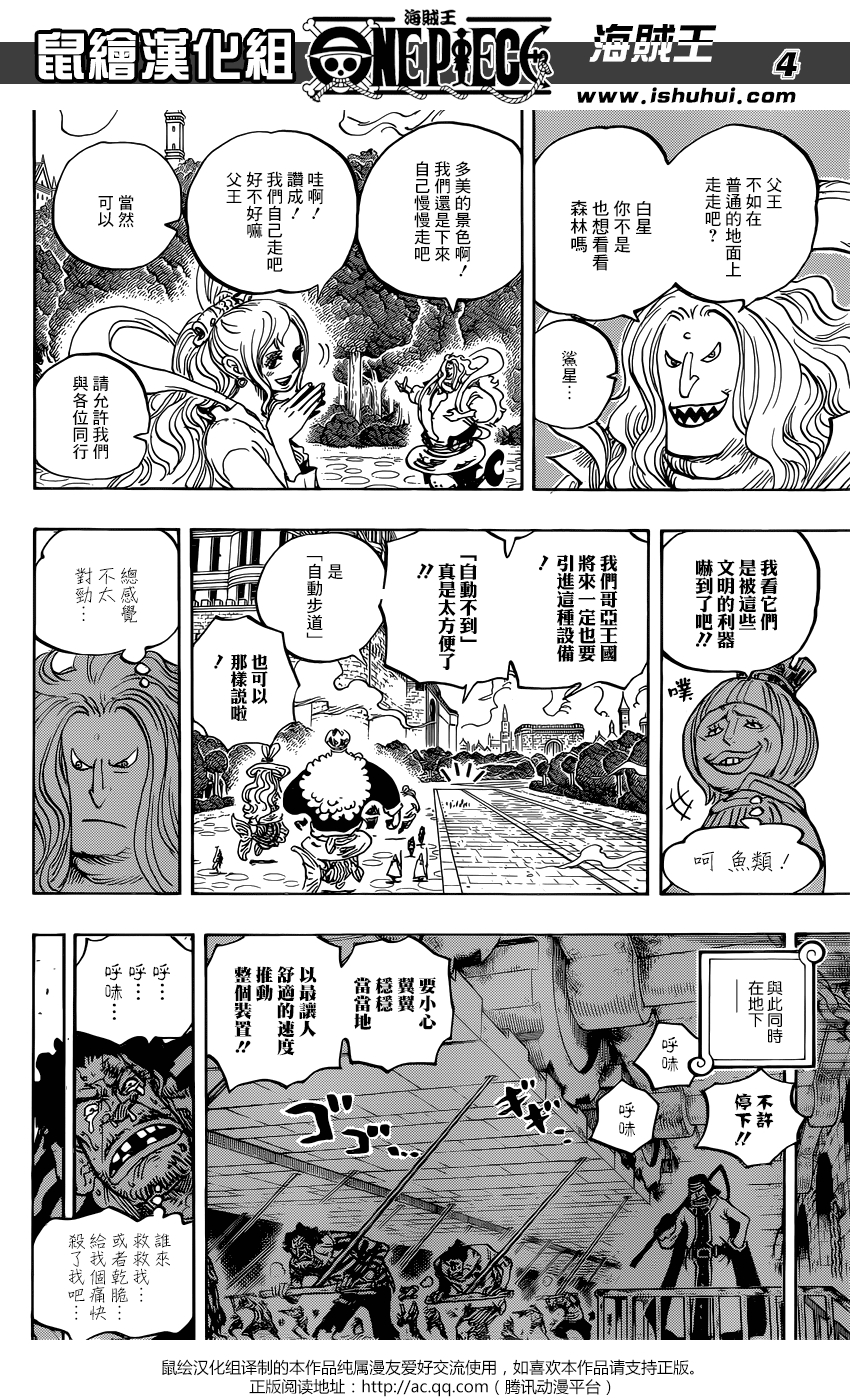 鼠繪漢化組
海賊王
ONE PIECE
海賊王
4
www.ishuhui.com
父王
不如在
普通的地面上
走走吧？
白星
你不是
也想看看
森林嗎
鯊星…
多美的景色啊！
我們還是下來
自己慢慢走吧
哇啊！
讚成！
我們自己走吧
好不好嘛
父王
當然
可以
請允許我們
與各位同行
我看它們
是被這些
文明的利器
嚇到了吧!!
噗
呵 魚類！
我們哥亞王國
將來一定也要
引進這種設備
！！
「自動不到」
真是太方便了
是
「自動步道」
也可以
那樣說啦
！
總感覺
不太
對勁…
與此同時
在地下
——
不許
停下!!
呼哧
呼哧
要小心
翼翼
穩穩
當當地
以最讓人
舒適的速度
推動
整個裝置!!
ギギギ…
ゴゴゴ…
呼…
呼…
呼哧…
誰來
救救我…
或者乾脆…
給我個痛快
殺了我吧…
鼠绘汉化组译制的本作品纯属漫友爱好交流使用，如喜欢本作品请支持正版。
正版阅读地址：http://ac.qq.com（腾讯动漫平台）